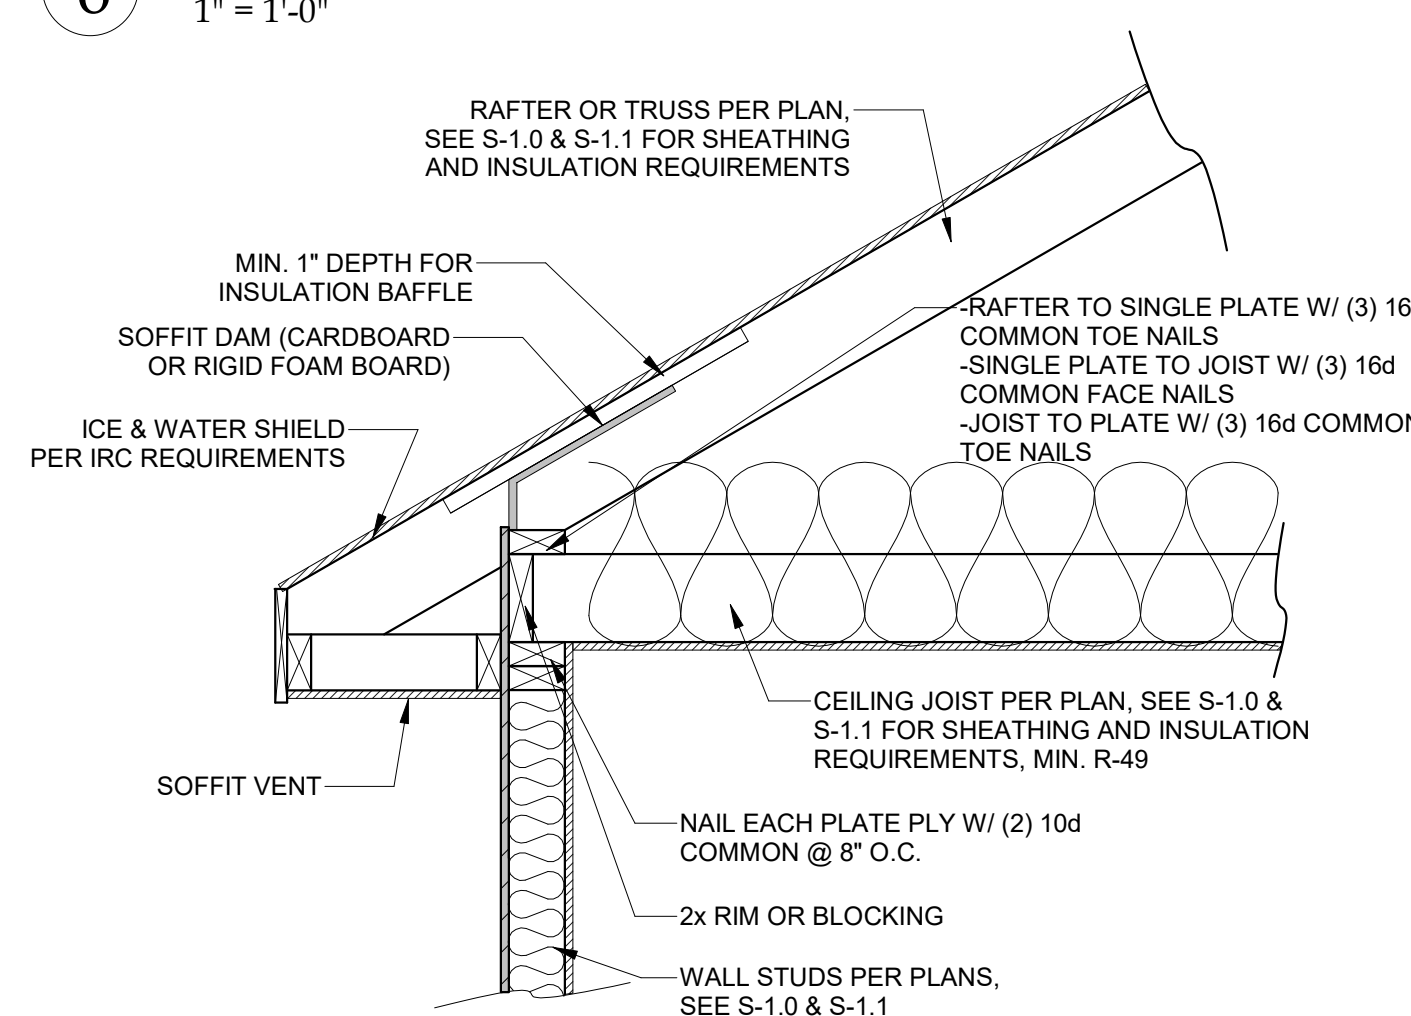 6
1" = 1'-0"
RAFTER OR TRUSS PER PLAN,
SEE S-1.0 & S-1.1 FOR SHEATHING
AND INSULATION REQUIREMENTS
MIN. 1" DEPTH FOR
INSULATION BAFFLE
SOFFIT DAM (CARDBOARD
OR RIGID FOAM BOARD)
ICE & WATER SHIELD
PER IRC REQUIREMENTS
-RAFTER TO SINGLE PLATE W/ (3) 16
COMMON TOE NAILS
-SINGLE PLATE TO JOIST W/ (3) 16d
COMMON FACE NAILS
-JOIST TO PLATE W/ (3) 16d COMMON
TOE NAILS
CEILING JOIST PER PLAN, SEE S-1.0 &
S-1.1 FOR SHEATHING AND INSULATION
REQUIREMENTS, MIN. R-49
SOFFIT VENT
NAIL EACH PLATE PLY W/ (2) 10d
COMMON @ 8" O.C.
2x RIM OR BLOCKING
WALL STUDS PER PLANS,
SEE S-1.0 & S-1.1